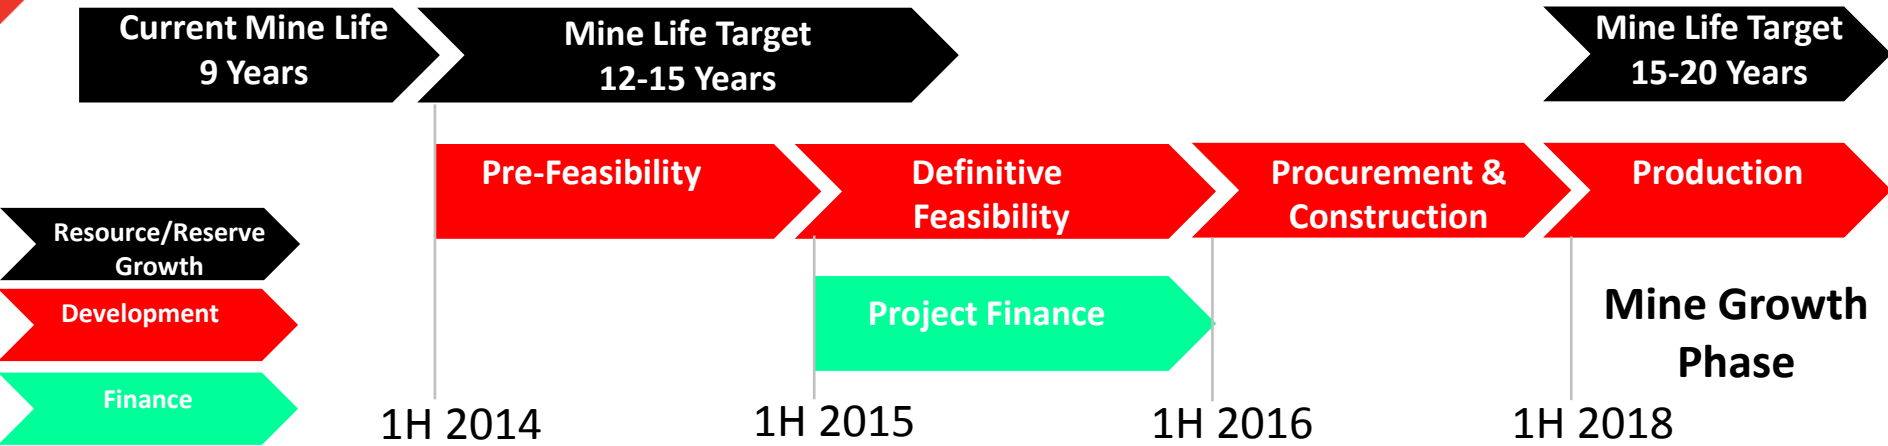 Current Mine Life
9 Years
Mine Life Target
12-15 Years
Mine Life Target
15-20 Years
Pre-Feasibility
Definitive
Feasibility
Procurement &
Construction
Production
Resource/Reserve
Growth
Development
Finance
Project Finance
Mine Growth
Phase
1H 2014
1H 2015
1H 2016
1H 2018